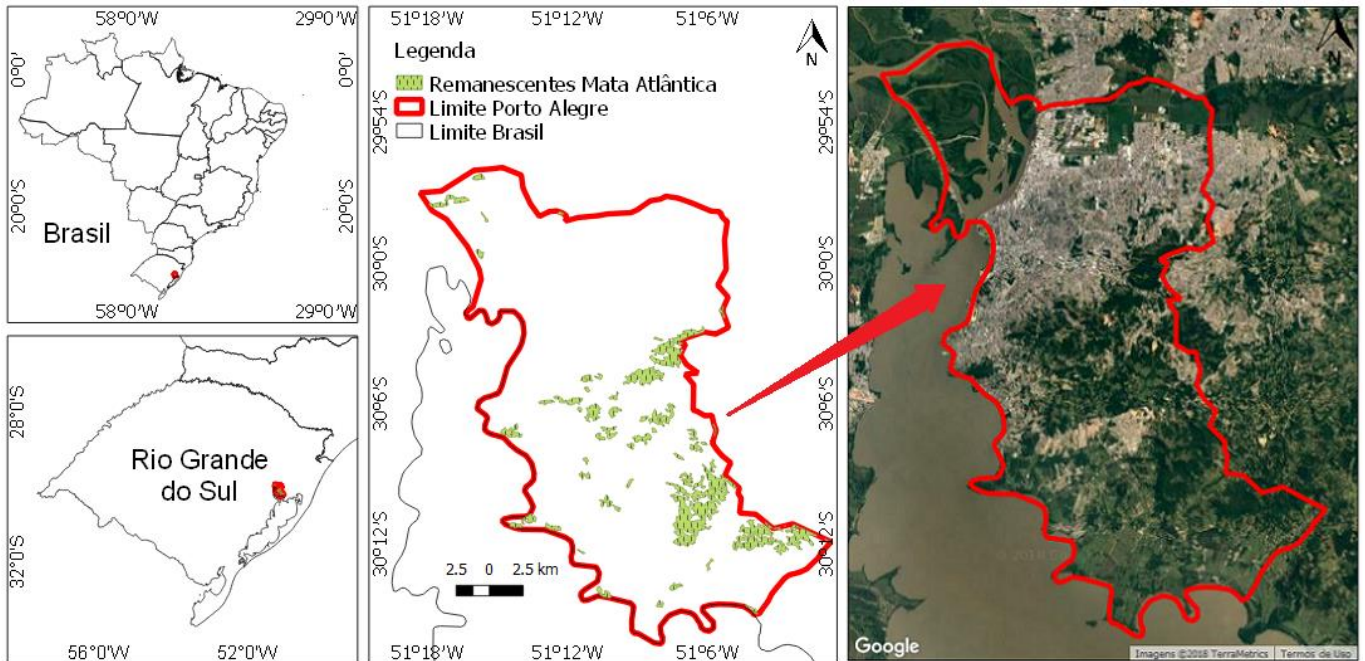 58°0'W
29°0'W
0°0'
0°0'
20°0'S
20°0'S
Brasil
58°0'W
29°0'W
28°0'S
32°0'S
Rio Grande
do Sul
56°0'W
52°0'W
51°18'W
51°12'W
51°6'W
Legenda
Remanescentes Mata Atlântica
Limite Porto Alegre
Limite Brasil
N
29°54'S
29°54'S
30°0'S
30°0'S
30°6'S
30°6'S
30°12'S
30°12'S
2.5 0 2.5 km
51°18'W
51°12'W
51°6'W
N
Google
Imagens ©2018 TerraMetrics
Termos de Uso